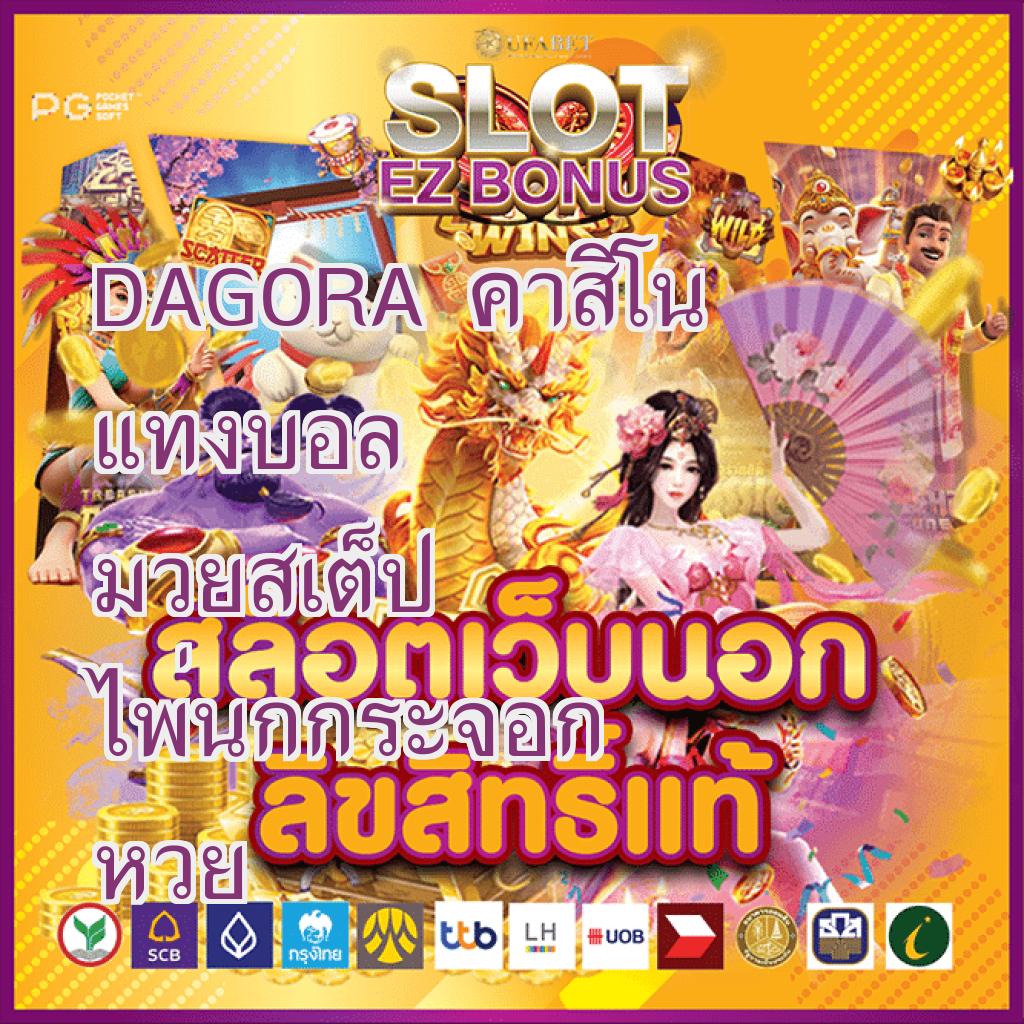 UFABET
PG POCKET GAMES SOFT
SLOT
EZ BONUS
WINS
SCATTER
WILD
DAGORA คาสิโน
แทงบอล
มวยสเต็ป
สล็อตเว็บนอก
ไพ่นกกระจอก
ลิขสิทธิ์แท้
หวย
SCB
กรุงไทย
ttb
LH
UOB